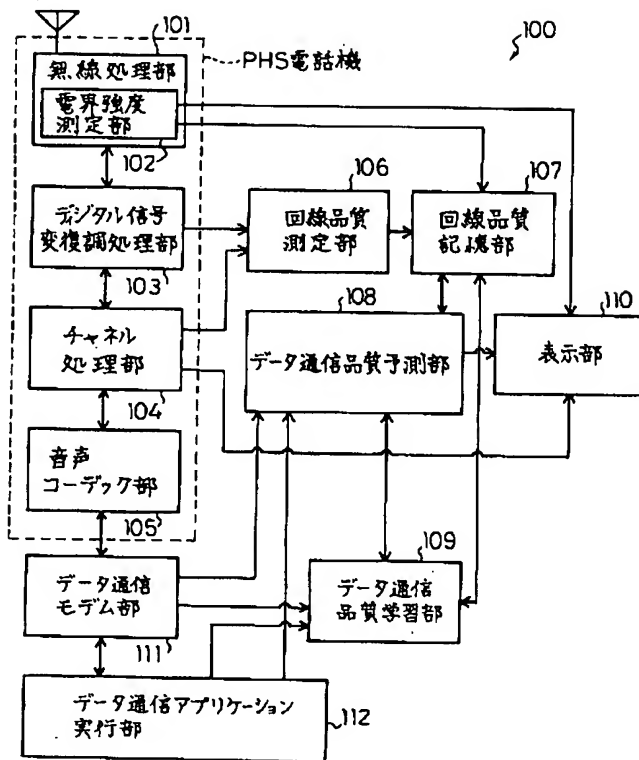 101
100
無線処理部
PHS電話機
電界強度
測定部
102
106
107
ディジタル信号
変復調処理部
回線品質
測定部
回線品質
記憶部
103
108
110
チャネル
処理部
データ通信品質予測部
表示部
104
音声
コーデック部
105
109
データ通信
モデム部
データ通信
品質学習部
111
データ通信アプリケーション
実行部
112